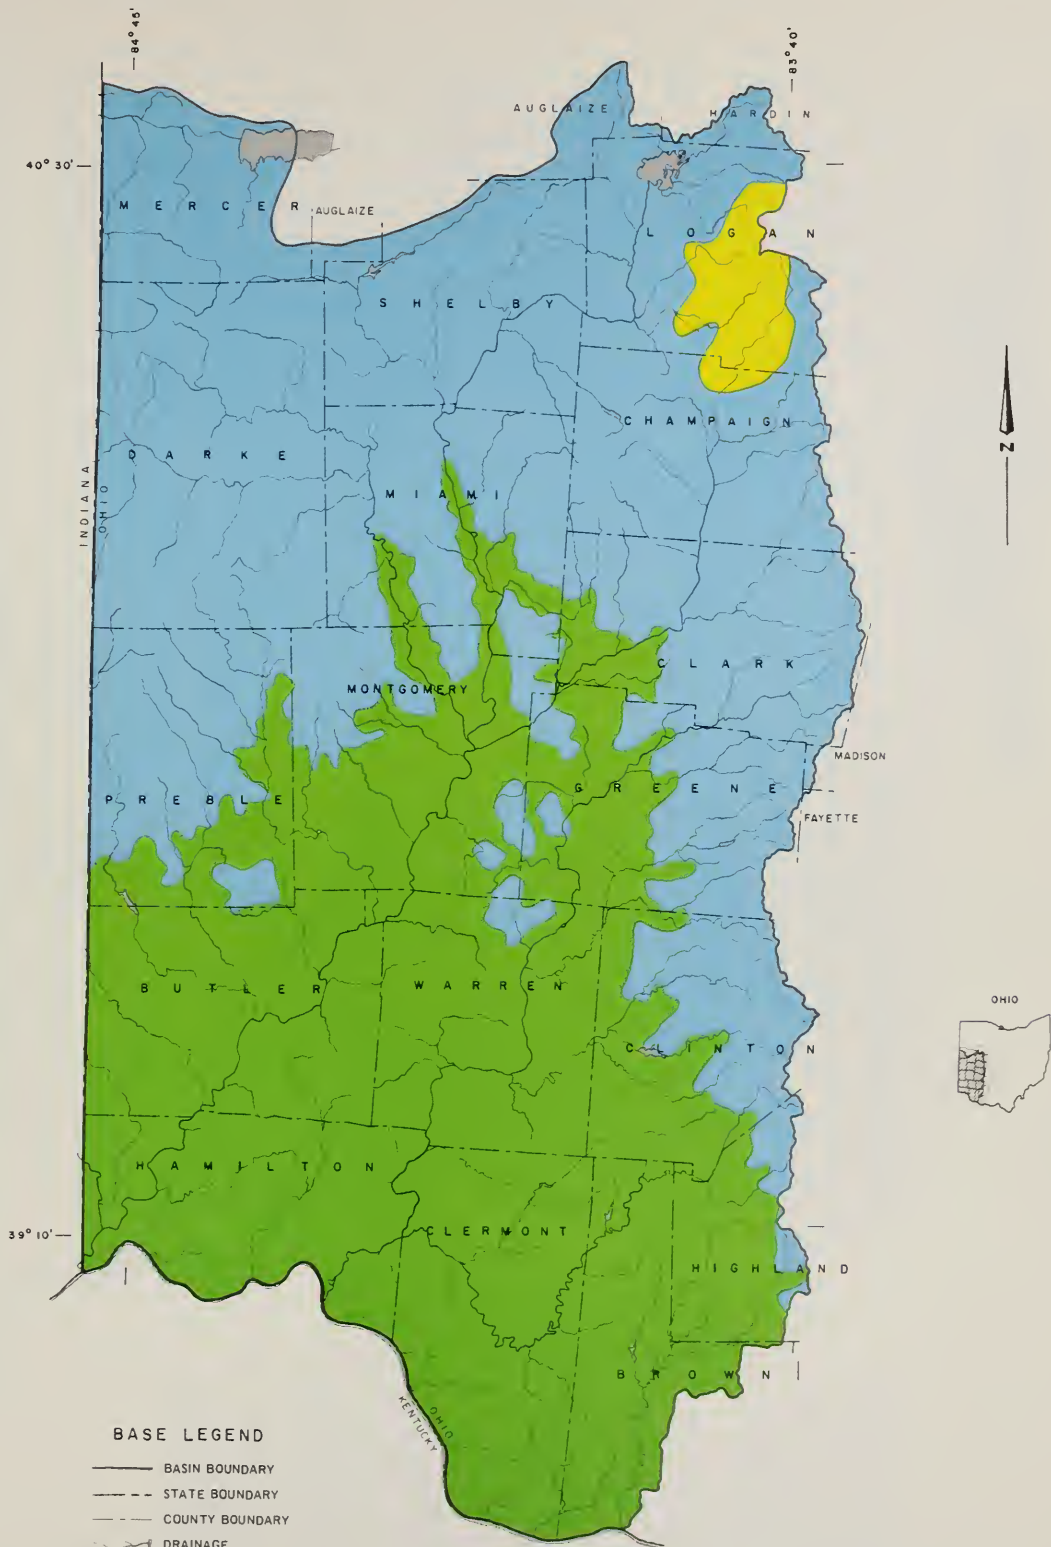 84° 45'
83° 40'
AUGLAIZE
HARDIN
40° 30'
MERCER
AUGLAIZE
LOGAN
SHELBY
CHAMPAIGN
DARKE
INDIANA
OHIO
MIAMI
N
CLARK
MONTGOMERY
MADISON
PREBLE
GREENE
FAYETTE
BUTLER
WARREN
OHIO
CLINTON
HAMILTON
39° 10'
CLERMONT
HIGHLAND
BROWN
OHIO
KENTUCKY
BASE LEGEND
BASIN BOUNDARY
STATE BOUNDARY
COUNTY BOUNDARY
DRAINAGE